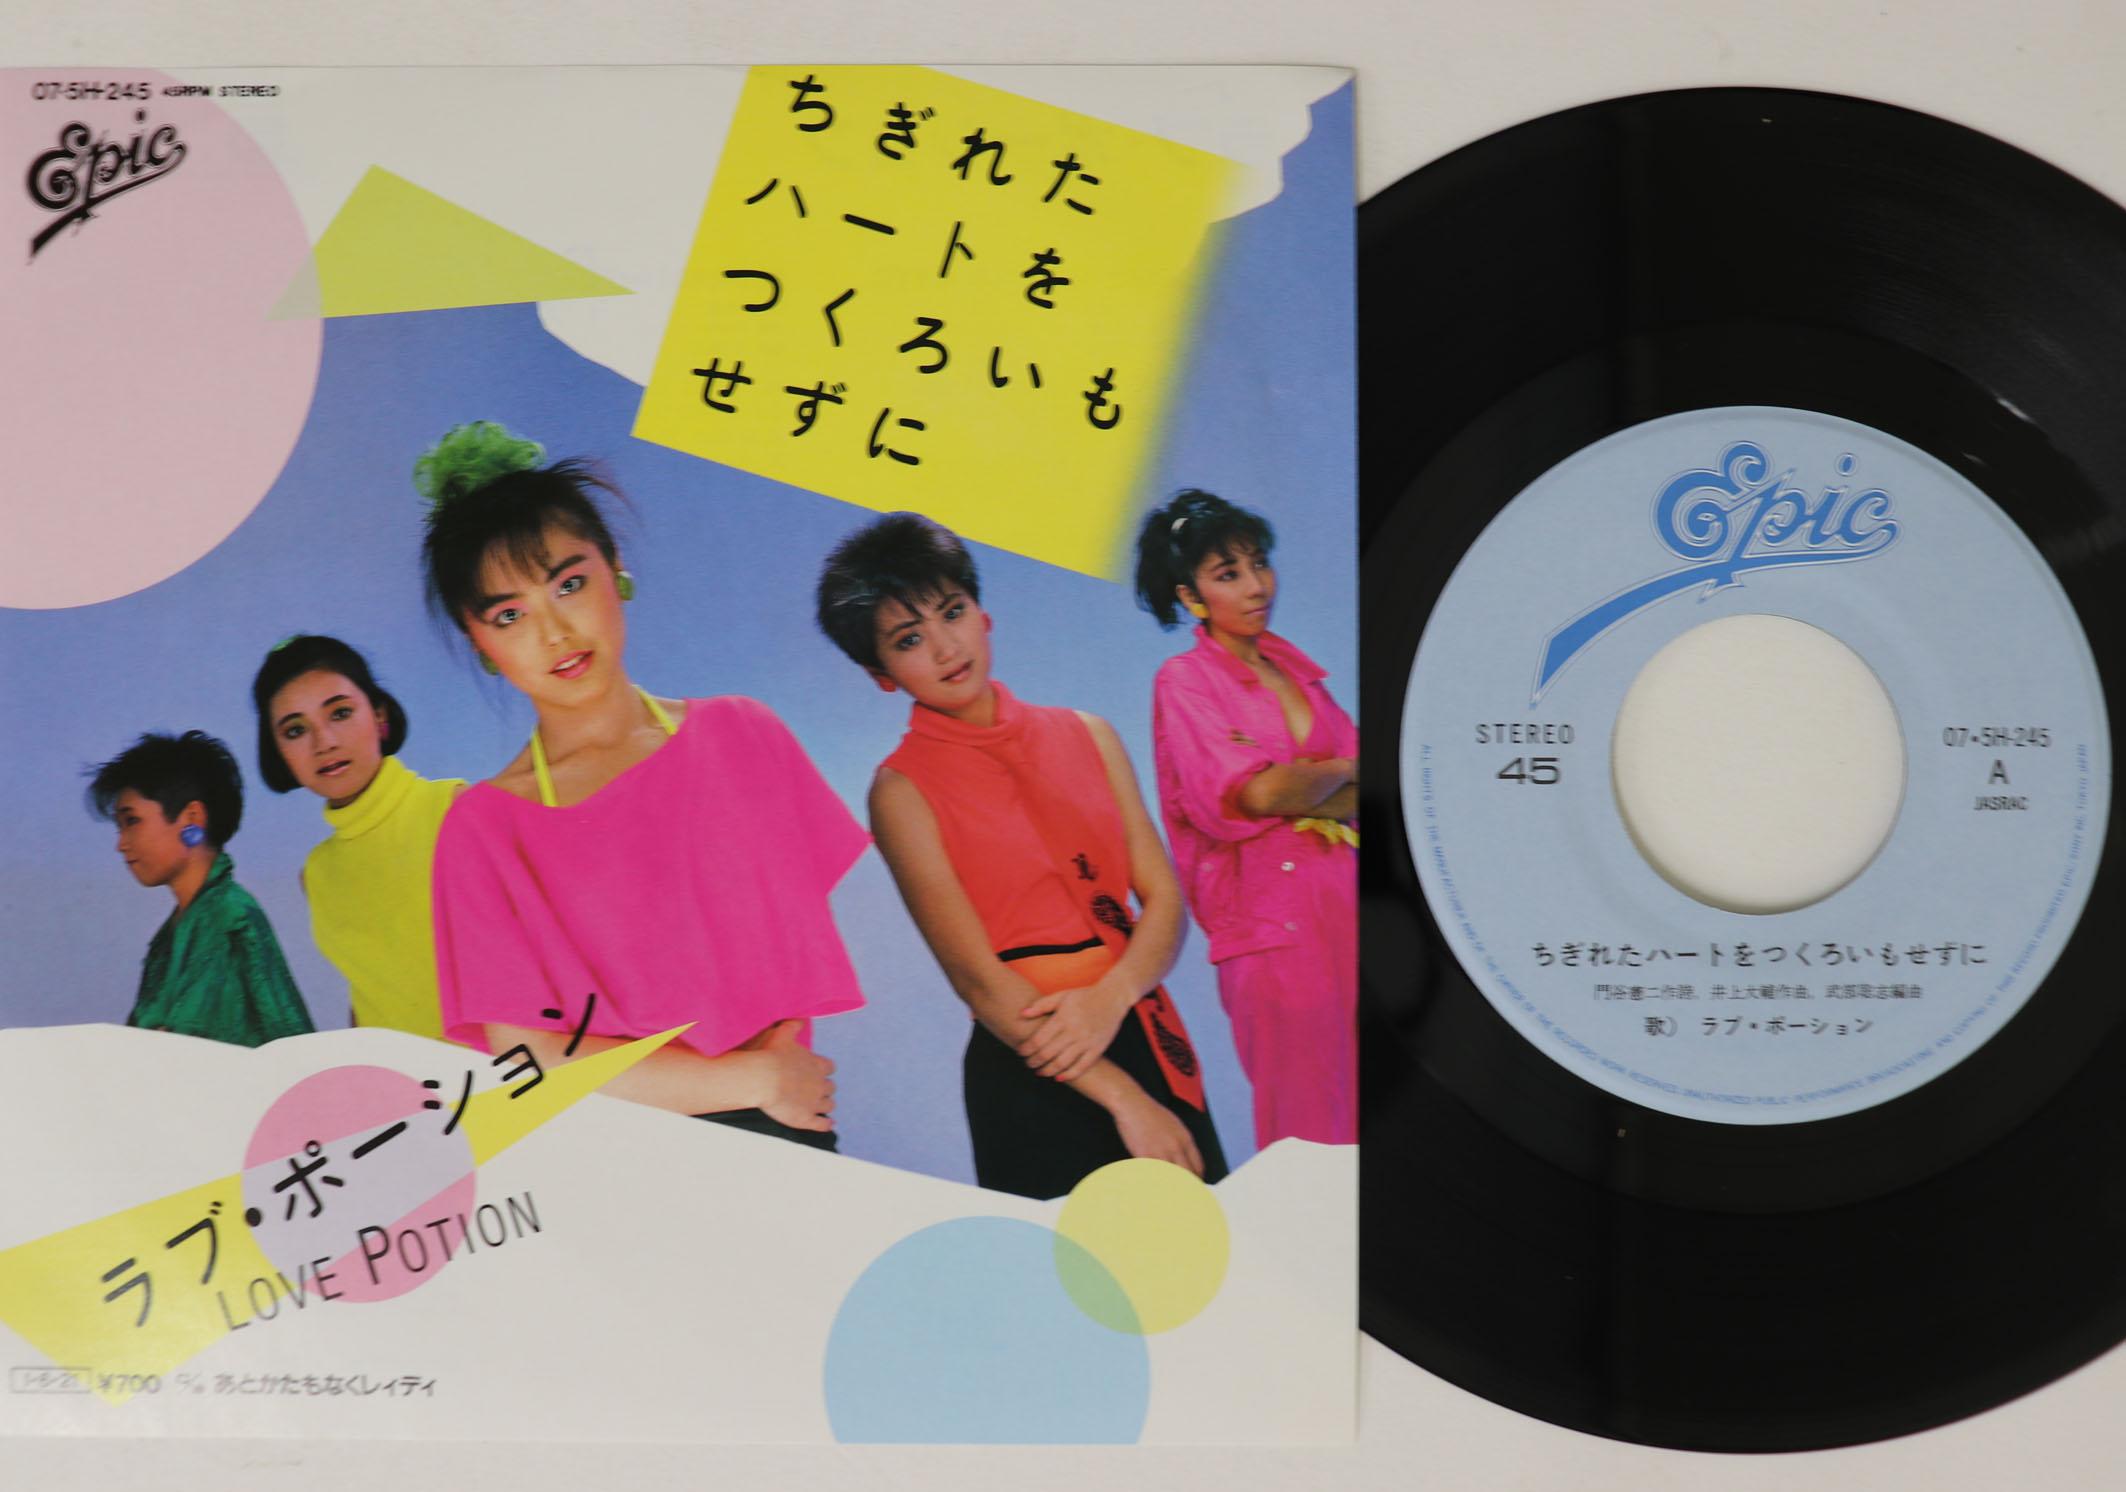 07·5H-245 45RPM STEREO
Epic
ちぎれた
ハートを
つくろいも
せずに
ラブ・ポーション
LOVE POTION
¥700 c/w あとかたもなくレイディ
Epic
STEREO
45
07•5H-245
A
JASRAC
ちぎれたハートをつくろいもせずに
歌) ラブ・ポーション